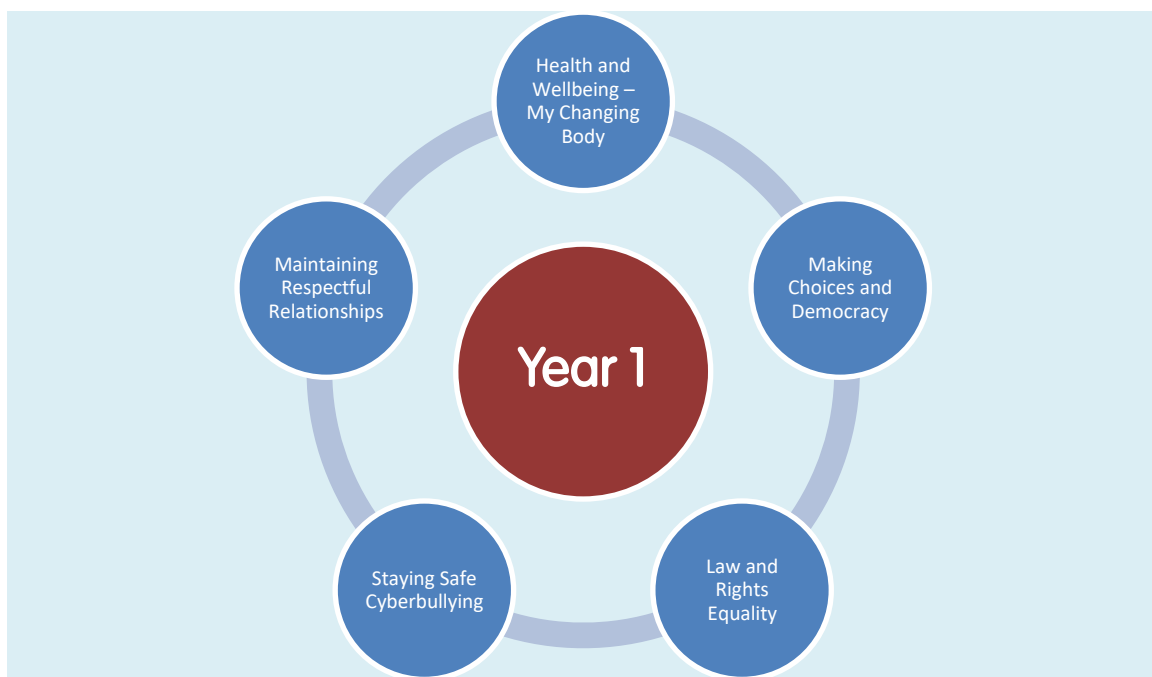 Health and
Wellbeing –
My Changing
Body
Making
Choices and
Democracy
Law and
Rights
Equality
Staying Safe
Cyberbullying
Maintaining
Respectful
Relationships
Year 1